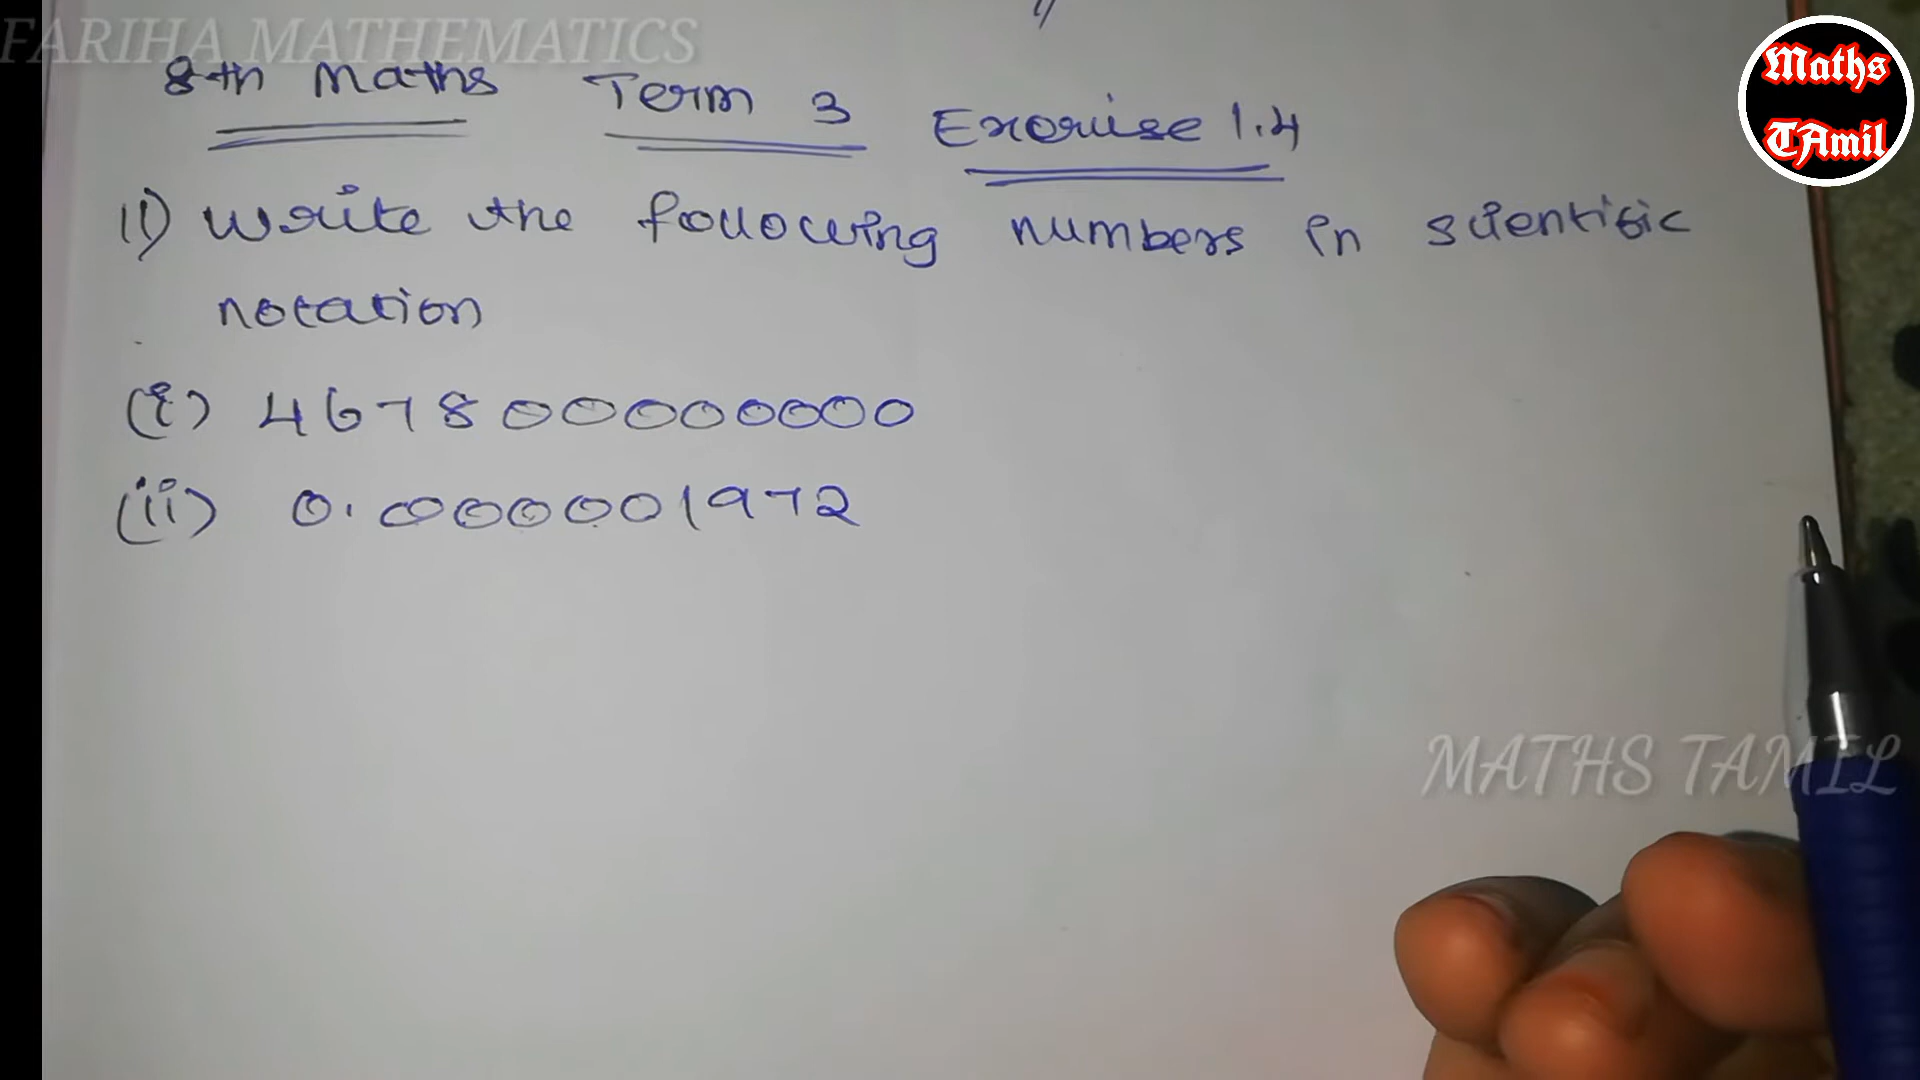 FARIHA MATHEMATICS
Maths
TAmil
8th Maths Term 3 Exercise 1.4
11) Write the following numbers in scientific
notation
(i) 467800000000
(ii) 0.000001972
MATHS TAMIL